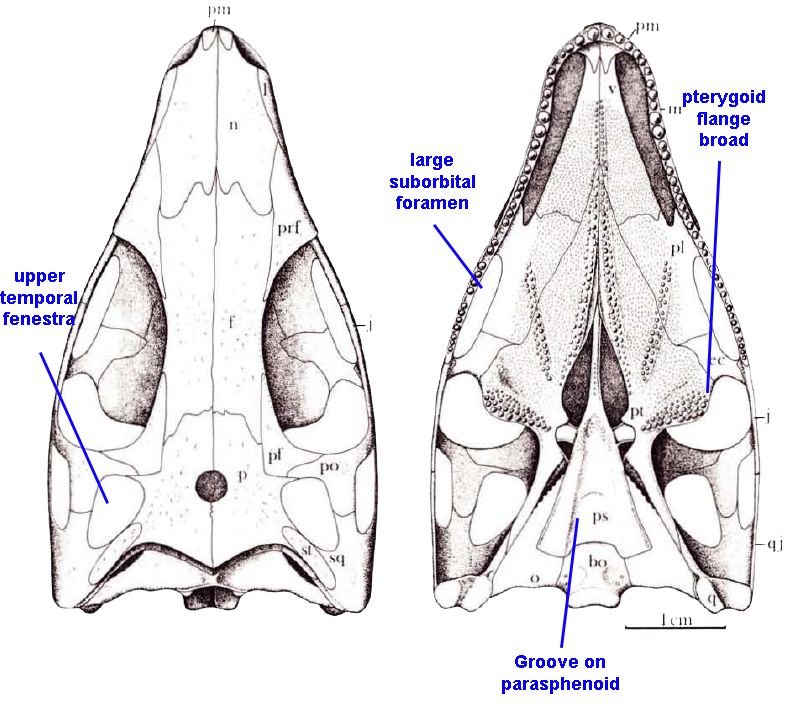 pm
l
n
prf
upper
temporal
fenestra
f
j
pf
po
p
st
sq
pm
v
m
pterygoid
flange
broad
large
suborbital
foramen
pl
ec
pt
j
ps
qj
bo
o
q
1 cm
Groove on
parasphenoid